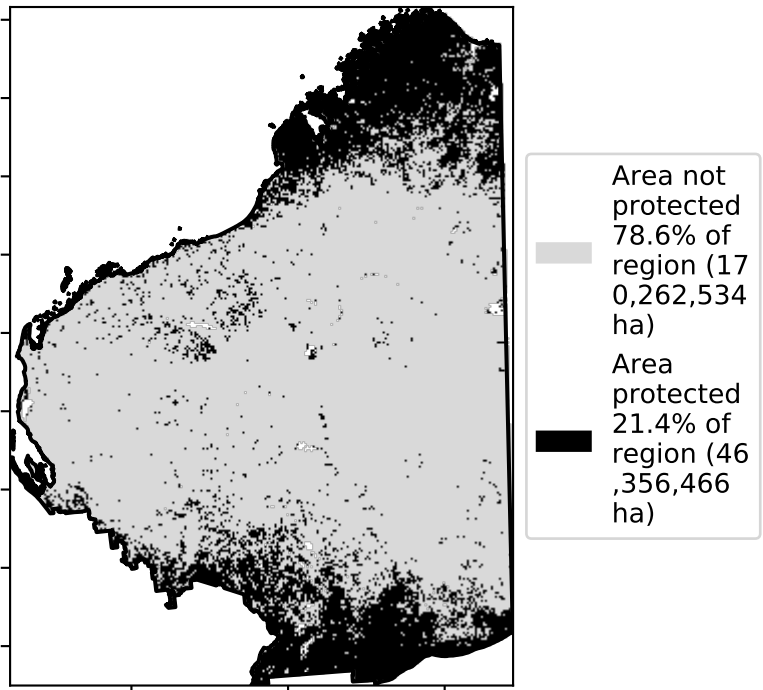 Area not
protected
78.6% of
region (17
0,262,534
ha)
Area
protected
21.4% of
region (46
,356,466
ha)